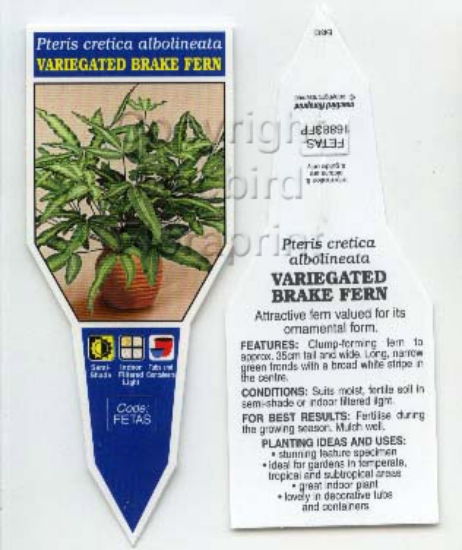 Pteris cretica albolineata
VARIEGATED BRAKE FERN
Semi-
Shade
Indoor
Filtered
Light
Tubs and
Containers
Code:
FETAS
Copyright
FETAS
16883FP
Pteris cretica
albolineata
VARIEGATED
BRAKE FERN
Attractive fern valued for its
ornamental form.
FEATURES: Clump-forming fern to
approx. 35cm tall and wide. Long, narrow
green fronds with a broad white stripe in
the centre.
CONDITIONS: Suits moist, fertile soil in
semi-shade or indoor filtered light.
FOR BEST RESULTS: Fertilise during
the growing season. Mulch well.
PLANTING IDEAS AND USES:
• stunning feature specimen
• ideal for gardens in temperate,
tropical and subtropical areas
• great indoor plant
• lovely in decorative tubs
and containers